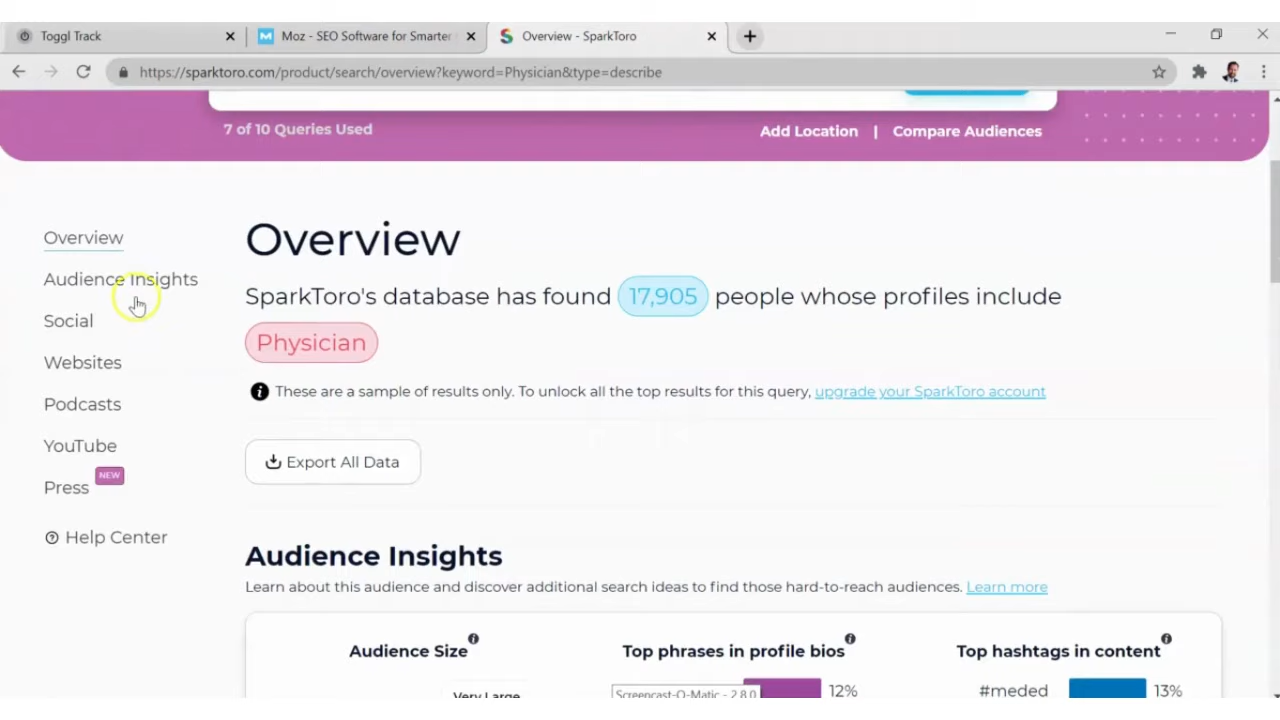 Toggl Track
Moz - SEO Software for Smarter
Overview - SparkToro
https://sparktoro.com/product/search/overview?keyword=Physician&type=describe
7 of 10 Queries Used
Add Location | Compare Audiences
Overview
Audience Insights
Social
Websites
Podcasts
YouTube
Press NEW
Help Center
Overview
SparkToro's database has found 17,905 people whose profiles include
Physician
These are a sample of results only. To unlock all the top results for this query, upgrade your SparkToro account
Export All Data
Audience Insights
Learn about this audience and discover additional search ideas to find those hard-to-reach audiences. Learn more
Audience Size
Very Large
Top phrases in profile bios
12%
Screencast-O-Matic - 2.8.0
Top hashtags in content
#meded 13%